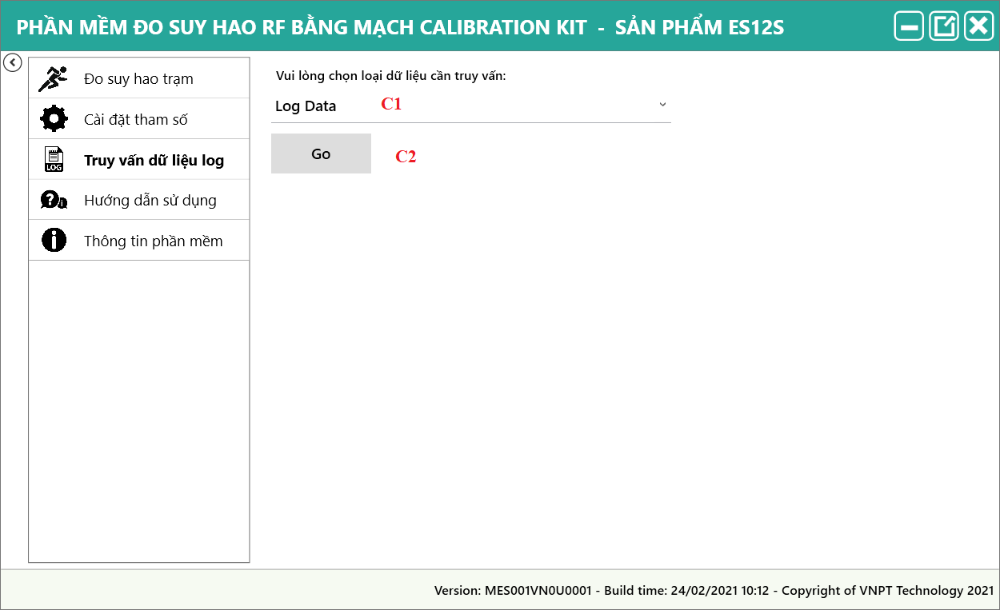 PHẦN MỀM ĐO SUY HAO RF BẰNG MẠCH CALIBRATION KIT - SẢN PHẨM ES12S
Đo suy hao trạm
Cài đặt tham số
LOG
Truy vấn dữ liệu log
Hướng dẫn sử dụng
Thông tin phần mềm
Vui lòng chọn loại dữ liệu cần truy vấn:
Log Data C1
Go C2
Version: MES001VN0U0001 - Build time: 24/02/2021 10:12 - Copyright of VNPT Technology 2021